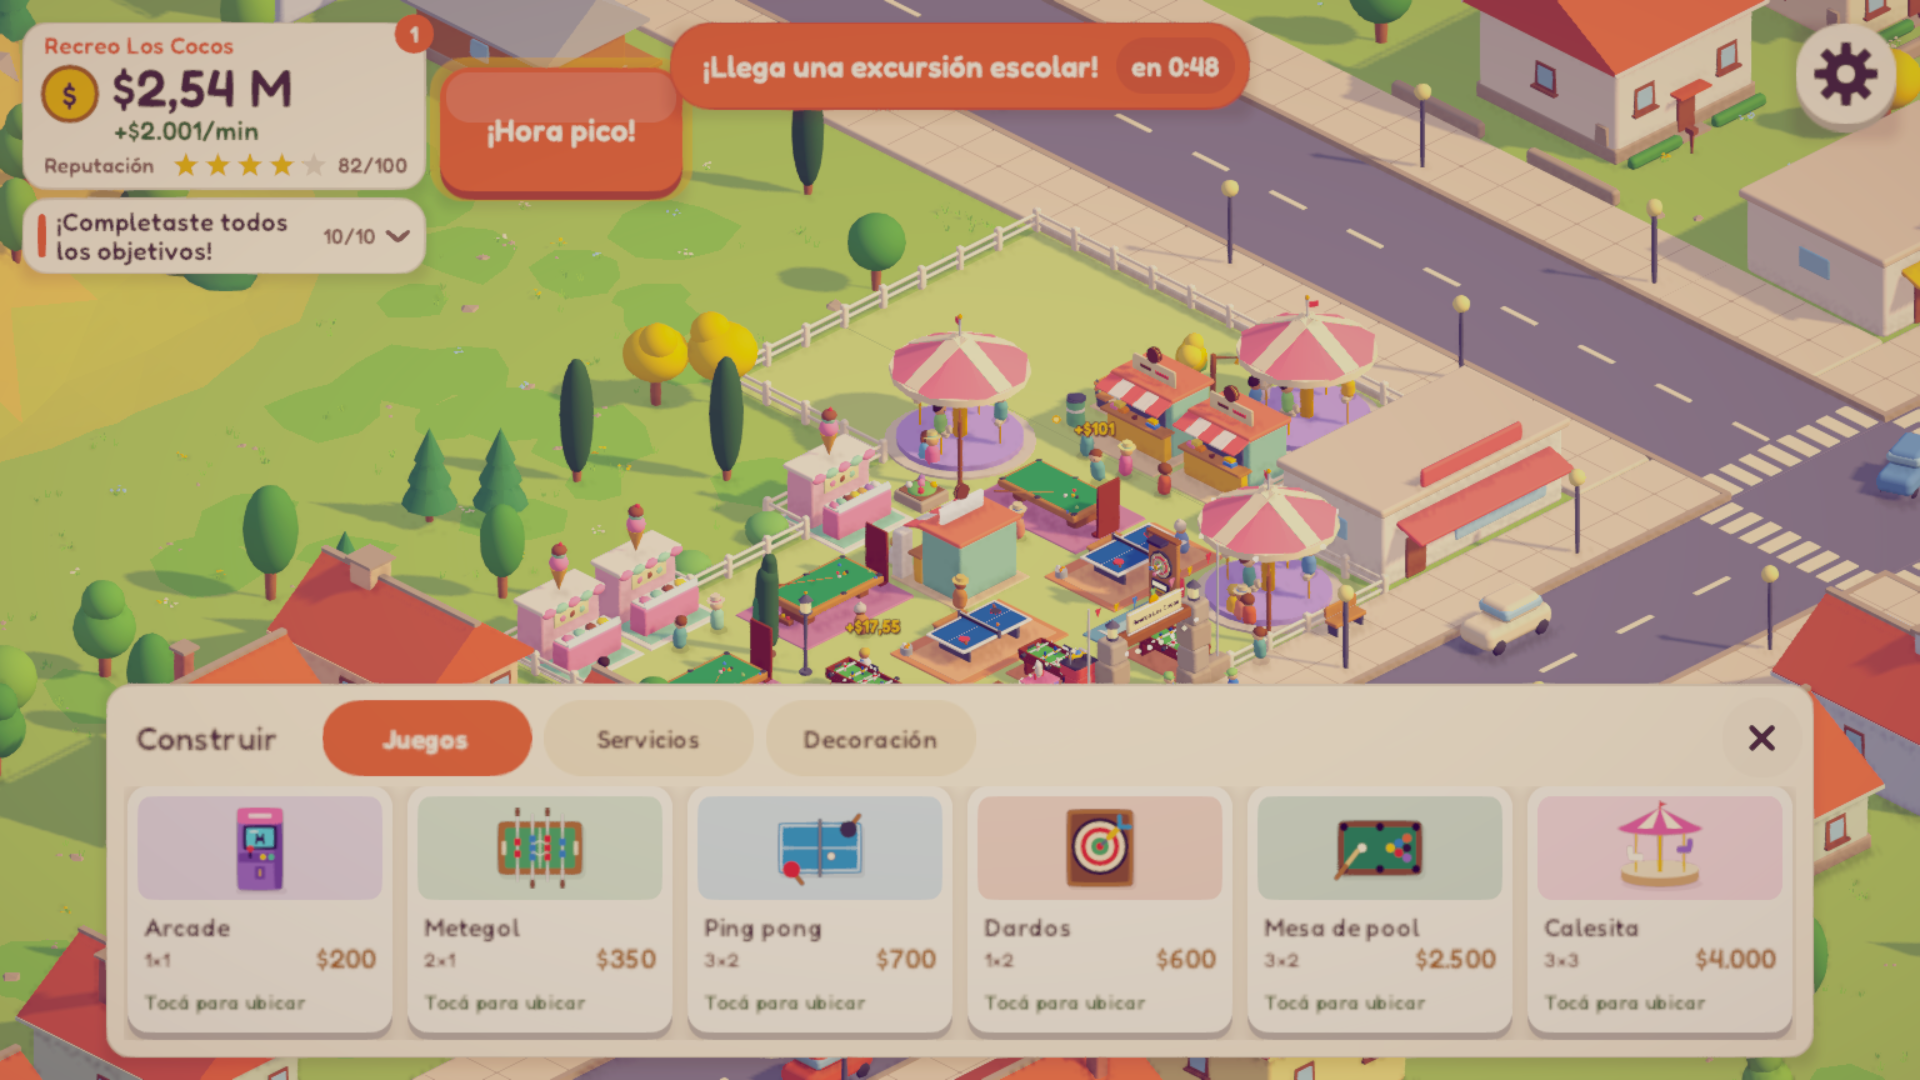 Recreo Los Cocos
1
$
$2,54 M
+$2.001/min
Reputación 82/100
¡Completaste todos
los objetivos!
10/10
¡Hora pico!
¡Llega una excursión escolar! en 0:48
+$101
+$17,55
Construir
Juegos
Servicios
Decoración
Arcade
1×1 $200
Tocá para ubicar
Metegol
2×1 $350
Tocá para ubicar
Ping pong
3×2 $700
Tocá para ubicar
Dardos
1×2 $600
Tocá para ubicar
Mesa de pool
3×2 $2.500
Tocá para ubicar
Calesita
3×3 $4.000
Tocá para ubicar